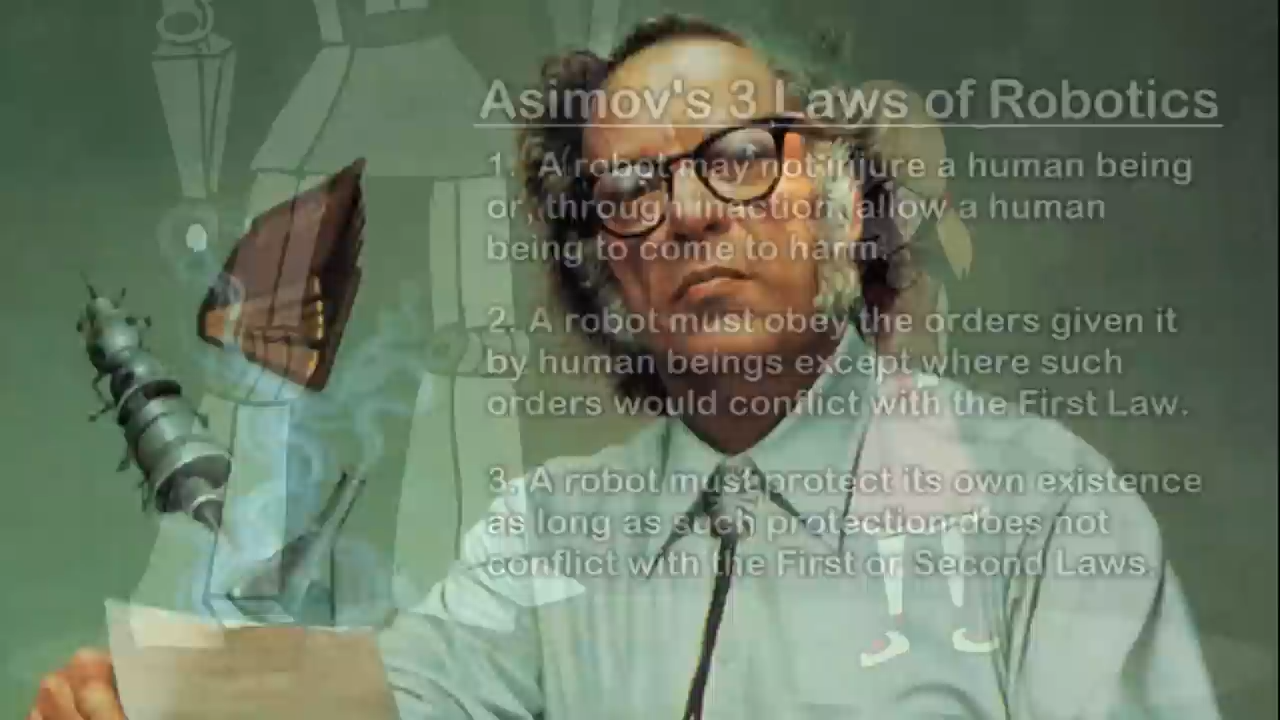 Asimov's 3 Laws of Robotics
1. A robot may not injure a human being
or, through inaction, allow a human
being to come to harm.
2. A robot must obey the orders given it
by human beings except where such
orders would conflict with the First Law.
3. A robot must protect its own existence
as long as such protection does not
conflict with the First or Second Laws.